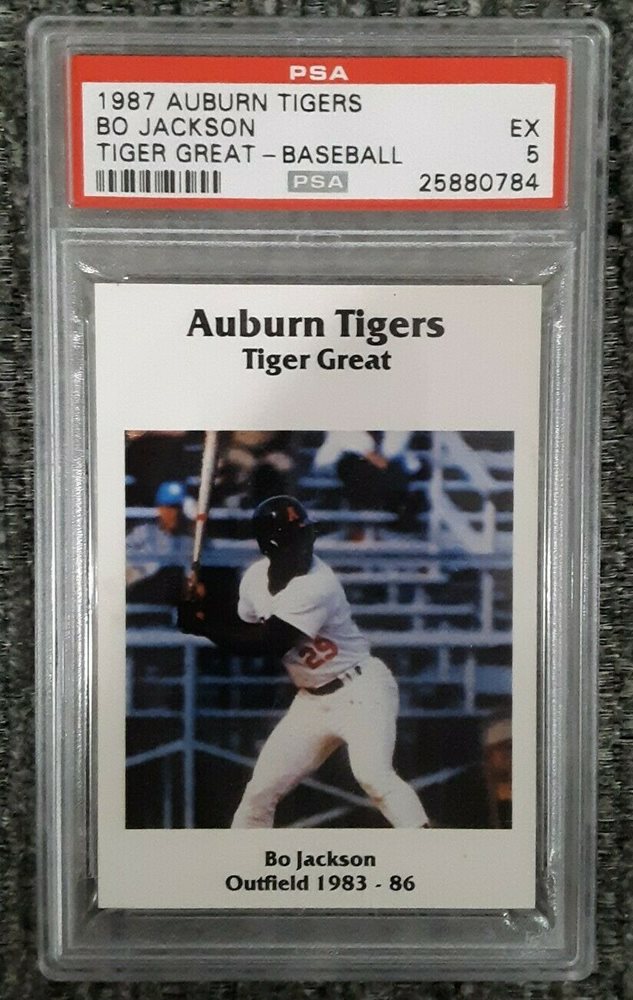 PSA
1987 AUBURN TIGERS
BO JACKSON EX
TIGER GREAT - BASEBALL 5
PSA 25880784
Auburn Tigers
Tiger Great
A
29
Bo Jackson
Outfield 1983 - 86